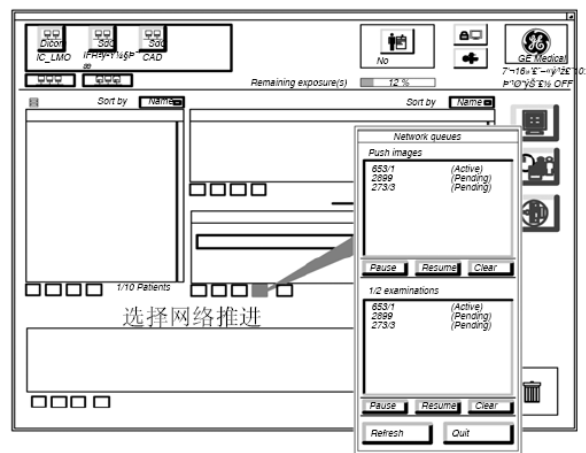 Dicom
Sdc
Sdc
IC_LMO
CAD
No
GE Medical
Remaining exposure(s)
12 %
Sort by
Name
Sort by
Name
Network queues
Push images
653/1 (Active)
2899 (Pending)
273/3 (Pending)
Pause Resume Clear
1/10 Patients
选择网络推进
1/2 examinations
653/1 (Active)
2899 (Pending)
273/3 (Pending)
Pause Resume Clear
Refresh Quit